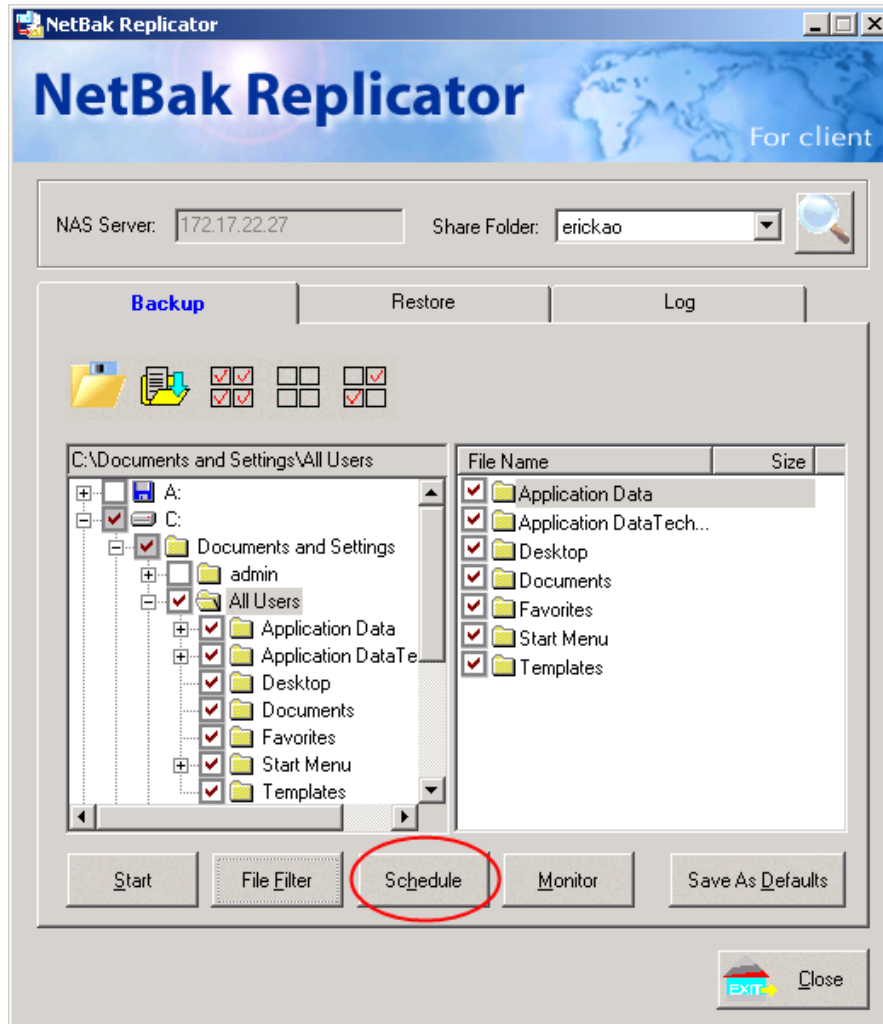 NetBak Replicator
NetBak Replicator
For client
NAS Server: 172.17.22.27 Share Folder: erickao
Backup Restore Log
C:\Documents and Settings\All Users
A:
C:
Documents and Settings
admin
All Users
Application Data
Application DataTe
Desktop
Documents
Favorites
Start Menu
Templates
File Name Size
Application Data
Application DataTech...
Desktop
Documents
Favorites
Start Menu
Templates
Start File Filter Schedule Monitor Save As Defaults
EXIT Close